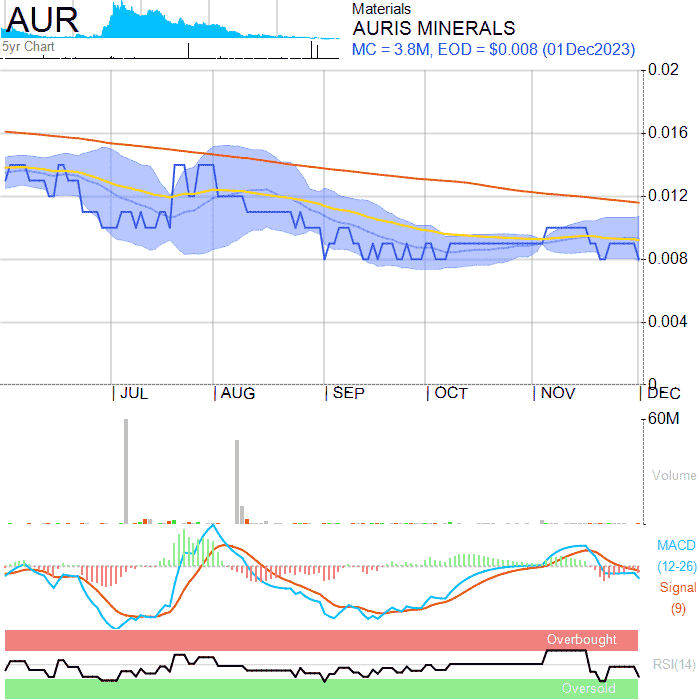 AUR
5yr Chart
Materials
AURIS MINERALS
MC = 3.8M, EOD = $0.008 (01Dec2023)
0.02
0.016
0.012
0.008
0.004
0
JUL AUG SEP OCT NOV DEC
60M
Volume
MACD
(12-26)
Signal
(9)
Overbought
RSI(14)
Oversold